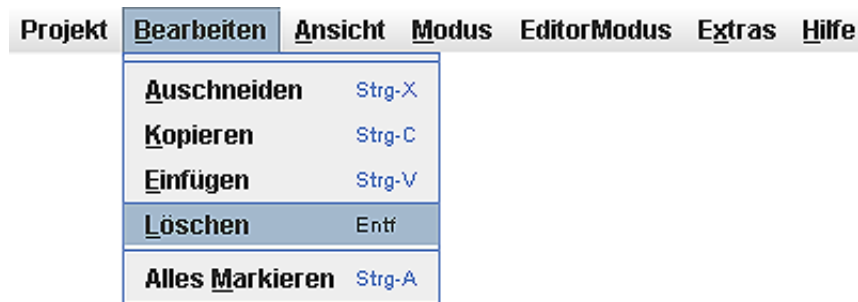 Projekt Bearbeiten Ansicht Modus EditorModus Extras Hilfe
Auschneiden Strg-X
Kopieren Strg-C
Einfügen Strg-V
Löschen Entf
Alles Markieren Strg-A